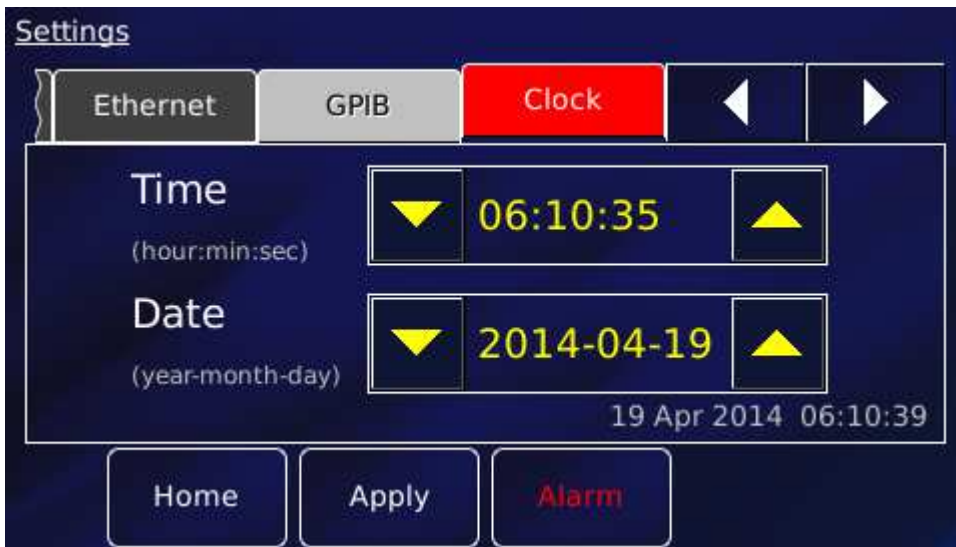 Settings
Ethernet GPIB Clock
Time 06:10:35
(hour:min:sec)
Date 2014-04-19
(year-month-day)
19 Apr 2014 06:10:39
Home Apply Alarm